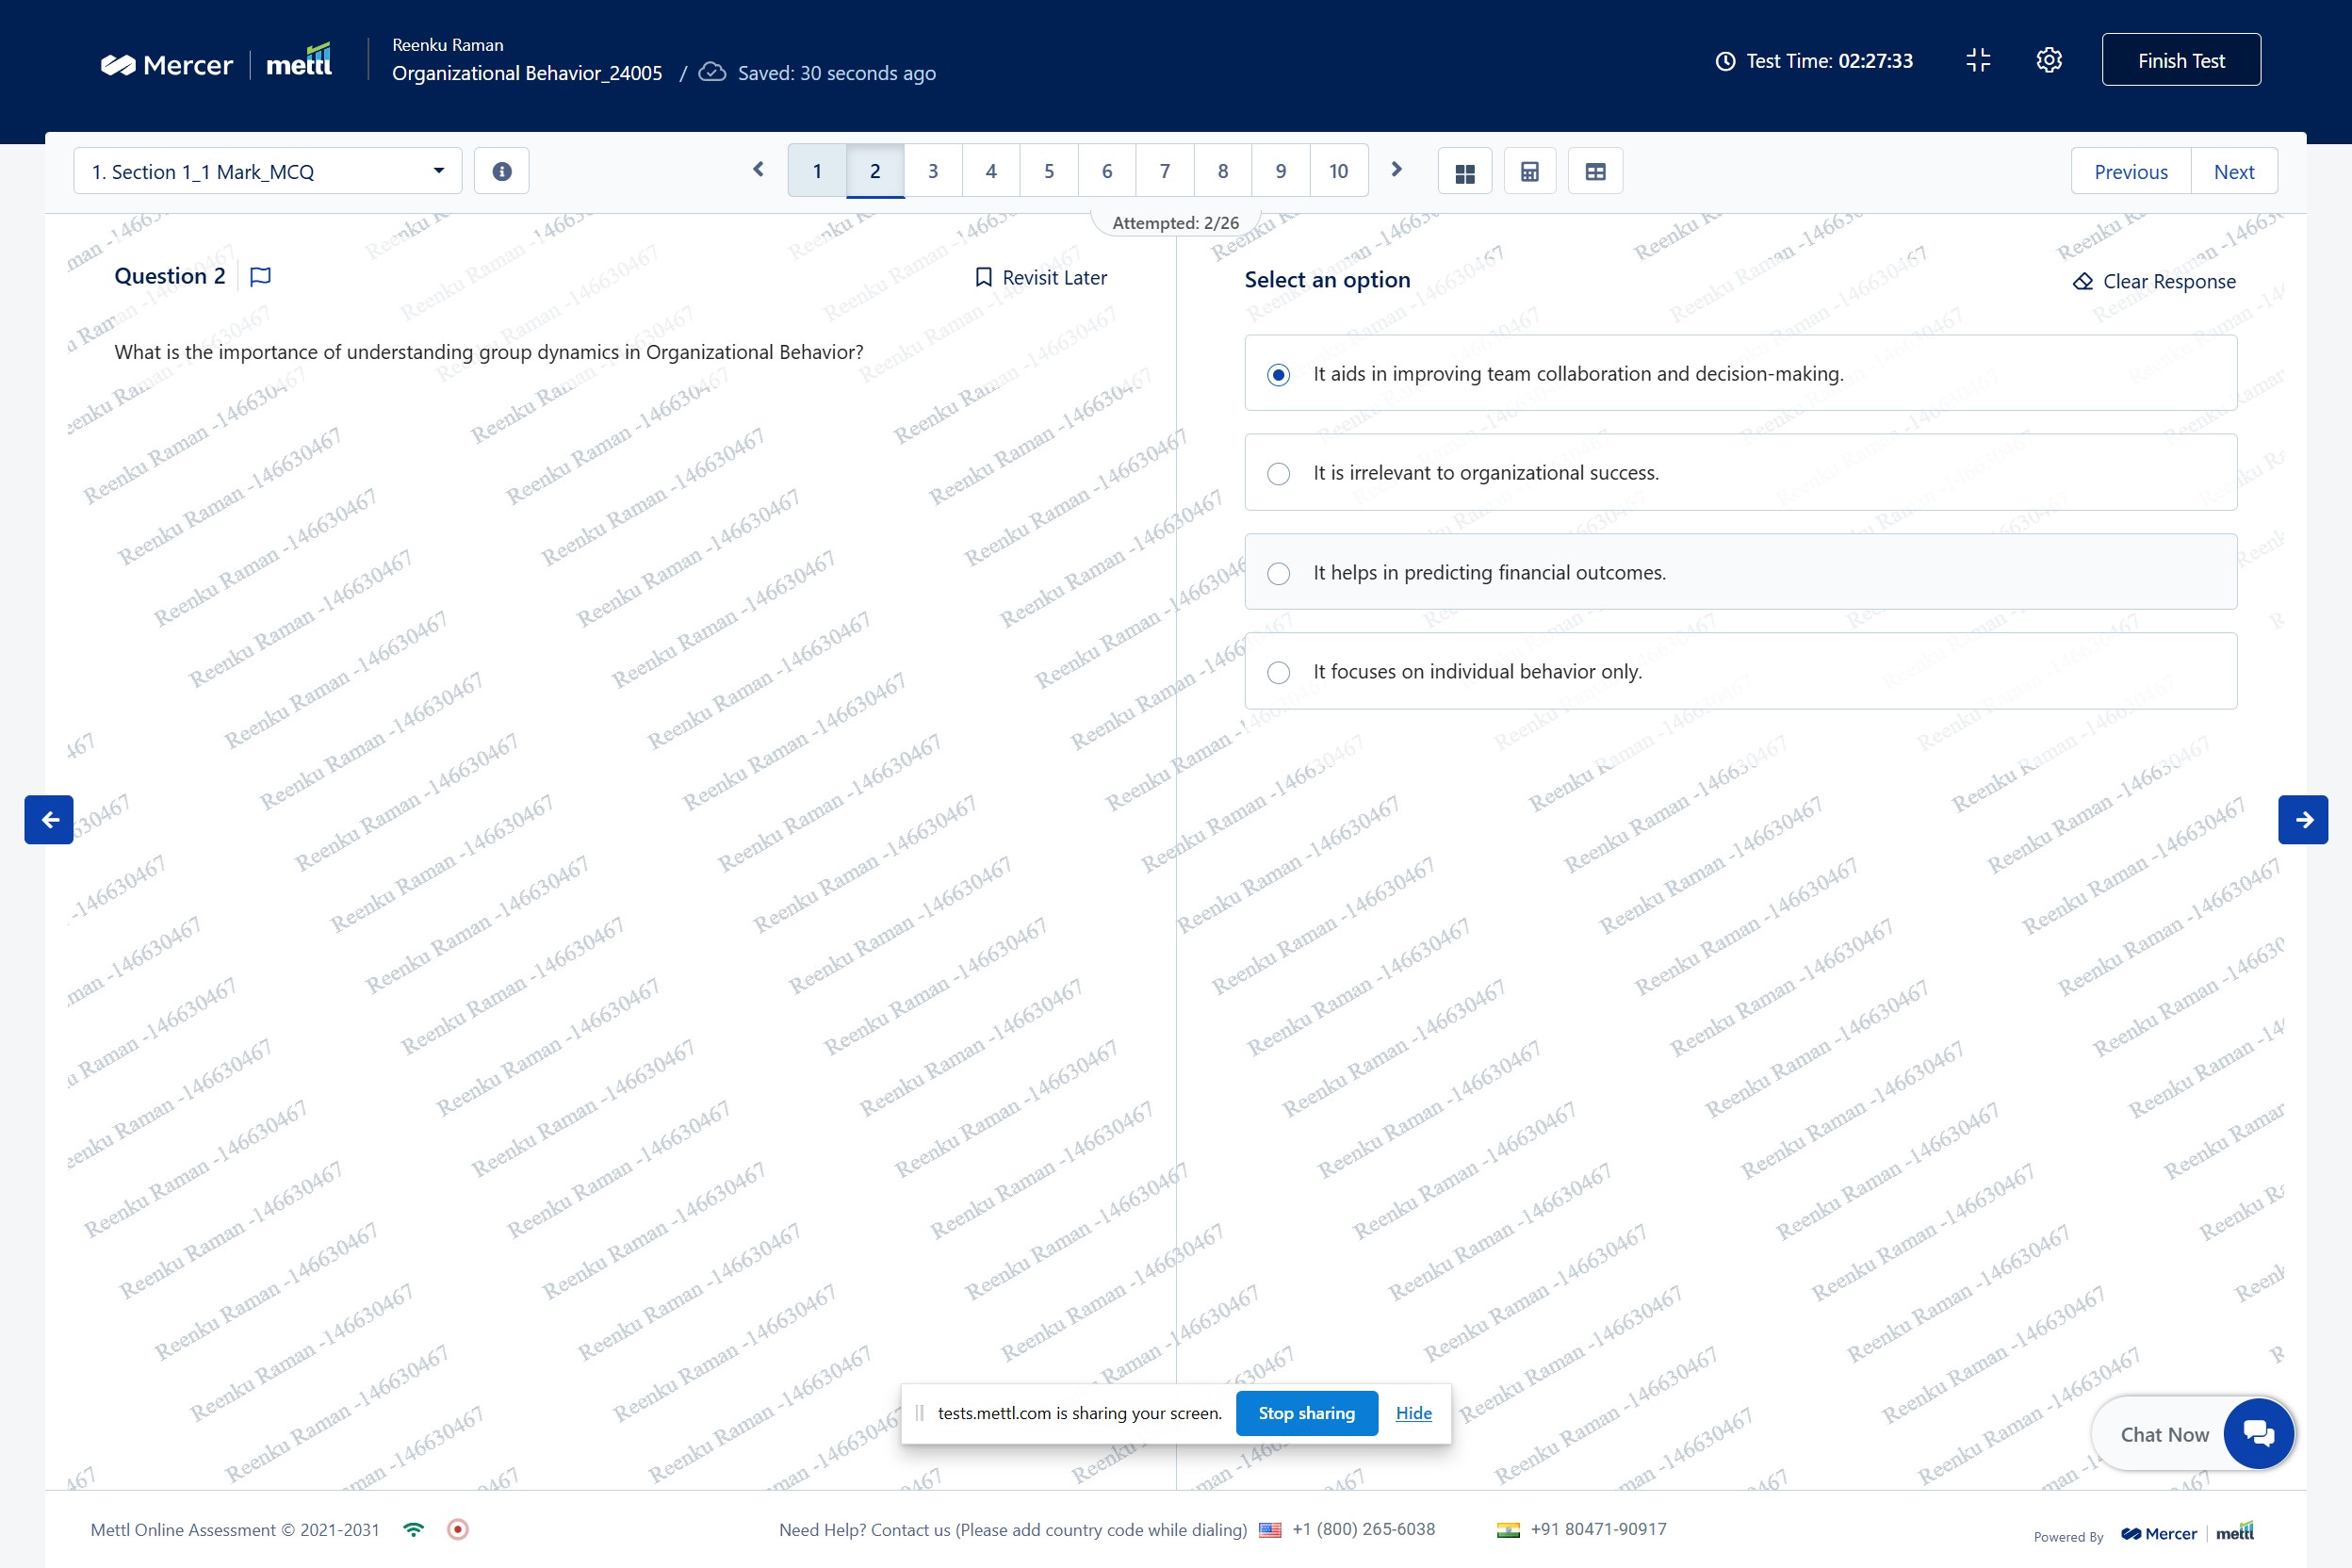 Mercer mettl
Reenku Raman
Organizational Behavior_24005 / Saved: 30 seconds ago
Test Time: 02:27:33
Finish Test
1. Section 1_1 Mark_MCQ
1 2 3 4 5 6 7 8 9 10
Previous Next
Attempted: 2/26
Question 2
Revisit Later
What is the importance of understanding group dynamics in Organizational Behavior?
Select an option
Clear Response
It aids in improving team collaboration and decision-making.
It is irrelevant to organizational success.
It helps in predicting financial outcomes.
It focuses on individual behavior only.
Reenku Raman -146630467
tests.mettl.com is sharing your screen. Stop sharing Hide
Chat Now
Mettl Online Assessment © 2021-2031
Need Help? Contact us (Please add country code while dialing) +1 (800) 265-6038 +91 80471-90917
Powered By Mercer mettl